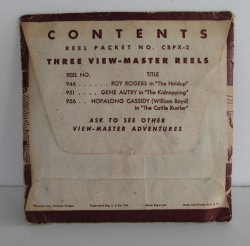 CONTENTS
REEL PACKET NO. CBPX-2
THREE VIEW-MASTER REELS
REEL NO. TITLE
946 . . . . . . ROY ROGERS in "The Holdup"
951 . . . . GENE AUTRY in "The Kidnapping"
956 . . . HOPALONG CASSIDY (William Boyd)
in "The Cattle Rustler"
ASK TO SEE OTHER
VIEW-MASTER ADVENTURES